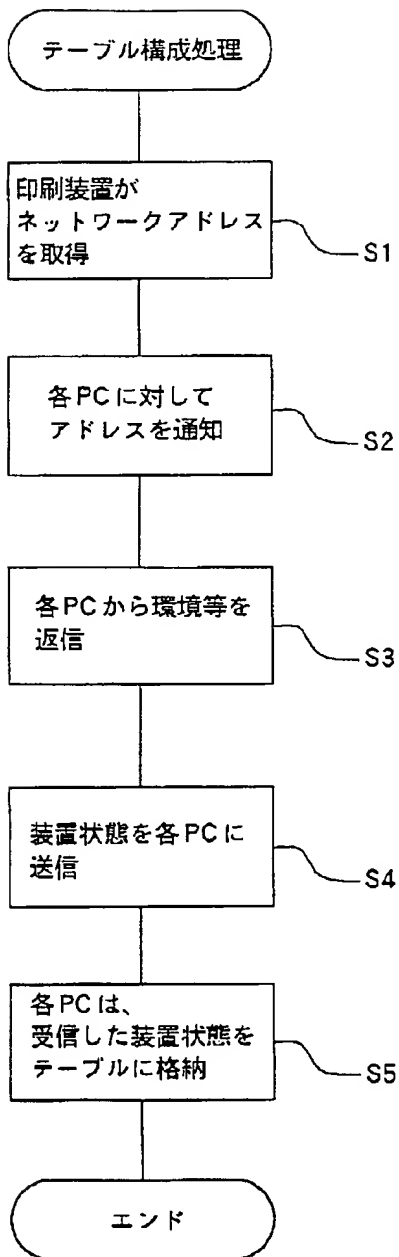 テーブル構成処理
印刷装置が
ネットワークアドレス
を取得
S1
各PCに対して
アドレスを通知
S2
各PCから環境等を
返信
S3
装置状態を各PCに
送信
S4
各PCは、
受信した装置状態を
テーブルに格納
S5
エンド